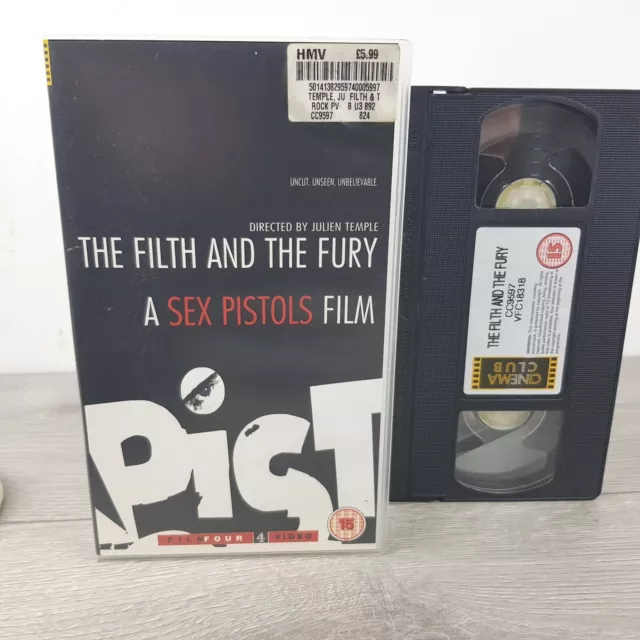 HMV £5.99
50141382959740005997
TEMPLE, JU FILTH & T
ROCK PV B U3 892
CC9597 824
UNCUT. UNSEEN. UNBELIEVABLE.
DIRECTED BY JULIEN TEMPLE
THE FILTH AND THE FURY
A SEX PISTOLS FILM
PiST
FILMFOUR 4 VIDEO
15
15
THE FILTH AND THE FURY
CC9597
VFC18318
CINEMA
CLUB